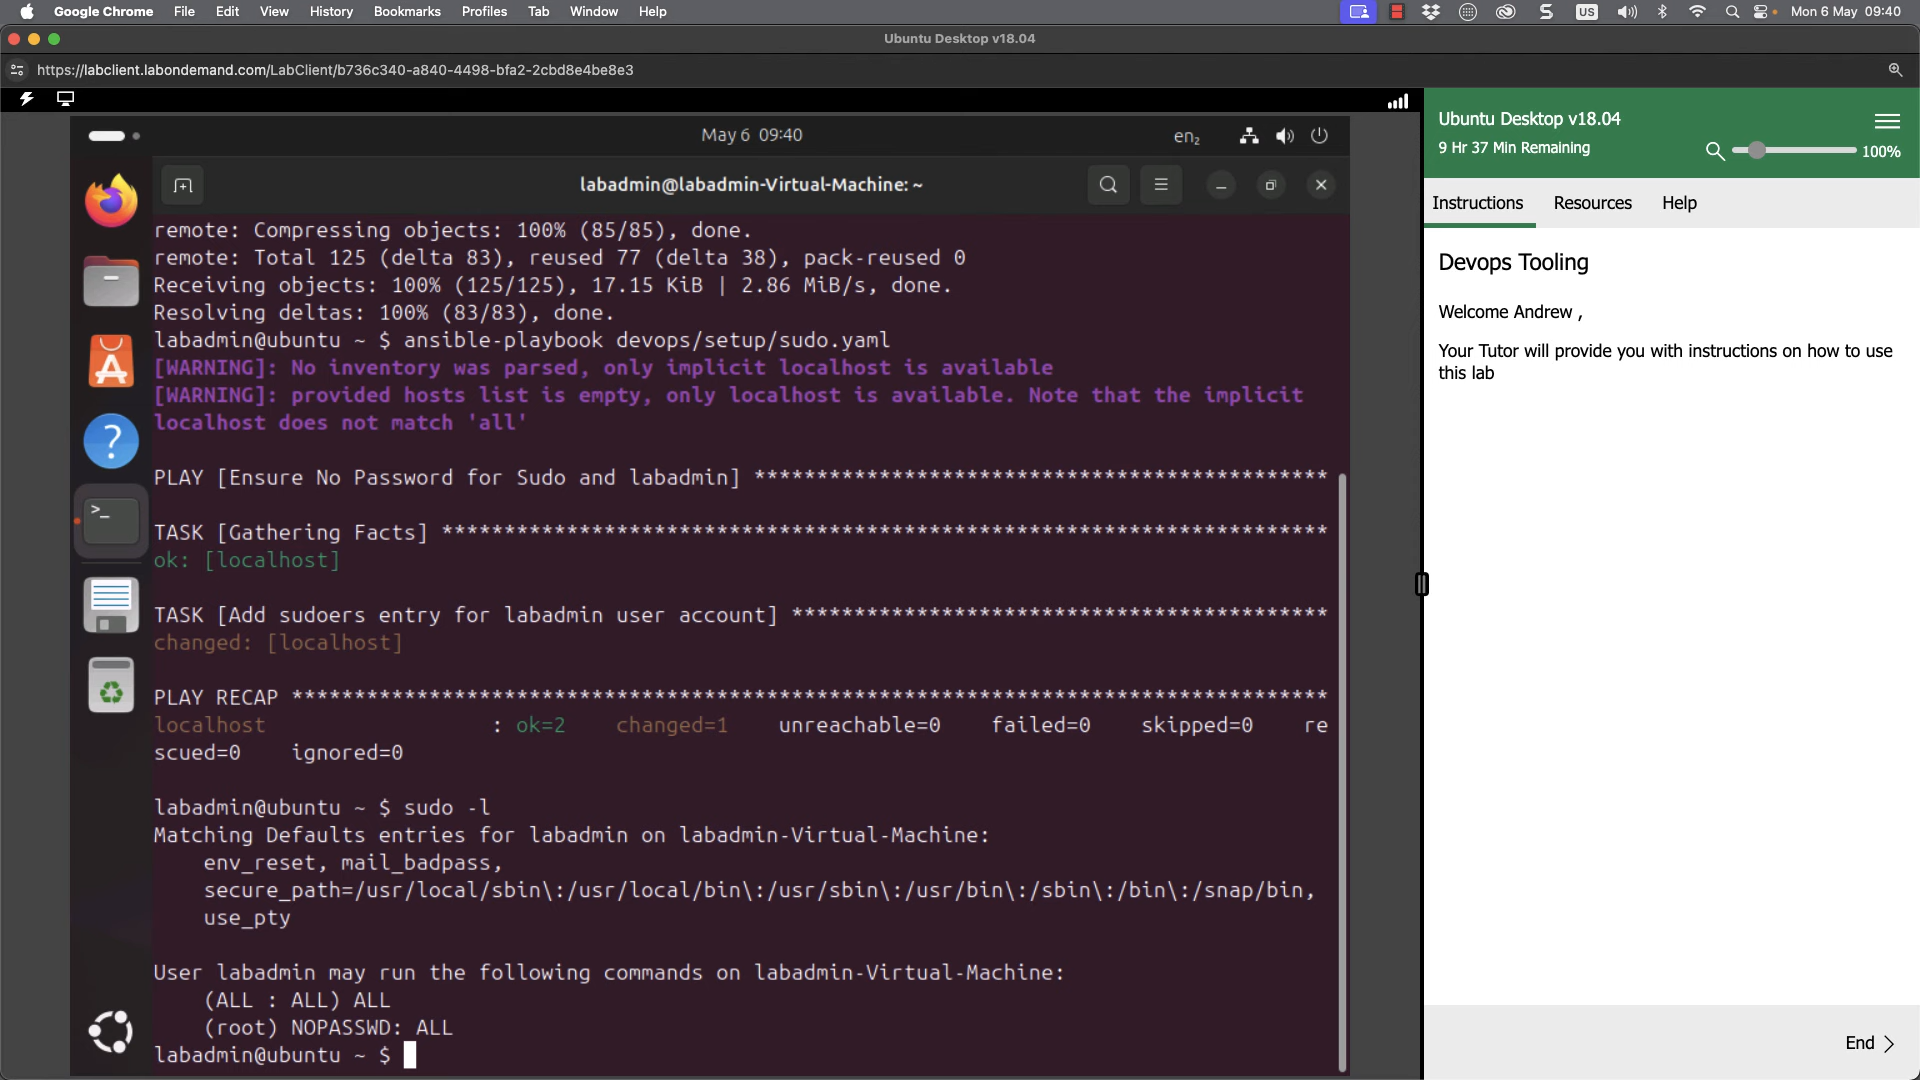 Google Chrome File Edit View History Bookmarks Profiles Tab Window Help US Mon 6 May 09:40
Ubuntu Desktop v18.04
https://labclient.labondemand.com/LabClient/b736c340-a840-4498-bfa2-2cbd8e4be8e3
May 6 09:40 en₂
labadmin@labadmin-Virtual-Machine: ~
remote: Compressing objects: 100% (85/85), done.
remote: Total 125 (delta 83), reused 77 (delta 38), pack-reused 0
Receiving objects: 100% (125/125), 17.15 KiB | 2.86 MiB/s, done.
Resolving deltas: 100% (83/83), done.
labadmin@ubuntu ~ $ ansible-playbook devops/setup/sudo.yaml
[WARNING]: No inventory was parsed, only implicit localhost is available
[WARNING]: provided hosts list is empty, only localhost is available. Note that the implicit
localhost does not match 'all'
PLAY [Ensure No Password for Sudo and labadmin] **********************************************
TASK [Gathering Facts] ***********************************************************************
ok: [localhost]
TASK [Add sudoers entry for labadmin user account] *******************************************
changed: [localhost]
PLAY RECAP ***********************************************************************************
localhost : ok=2 changed=1 unreachable=0 failed=0 skipped=0 re
scued=0 ignored=0
labadmin@ubuntu ~ $ sudo -l
Matching Defaults entries for labadmin on labadmin-Virtual-Machine:
env_reset, mail_badpass,
secure_path=/usr/local/sbin\:/usr/local/bin\:/usr/sbin\:/usr/bin\:/sbin\:/bin\:/snap/bin,
use_pty
User labadmin may run the following commands on labadmin-Virtual-Machine:
(ALL : ALL) ALL
(root) NOPASSWD: ALL
labadmin@ubuntu ~ $
Ubuntu Desktop v18.04
9 Hr 37 Min Remaining
100%
Instructions Resources Help
Devops Tooling
Welcome Andrew ,
Your Tutor will provide you with instructions on how to use
this lab
End